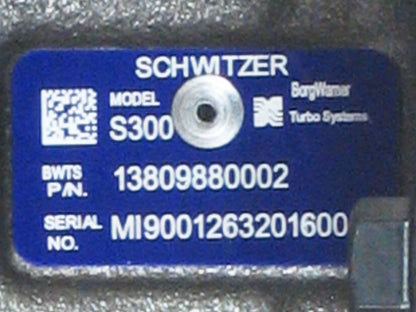 SCHWITZER
MODEL
S300
BorgWarner
Turbo Systems
BWTS
P/N. 13809880002
SERIAL
NO. MI9001263201600